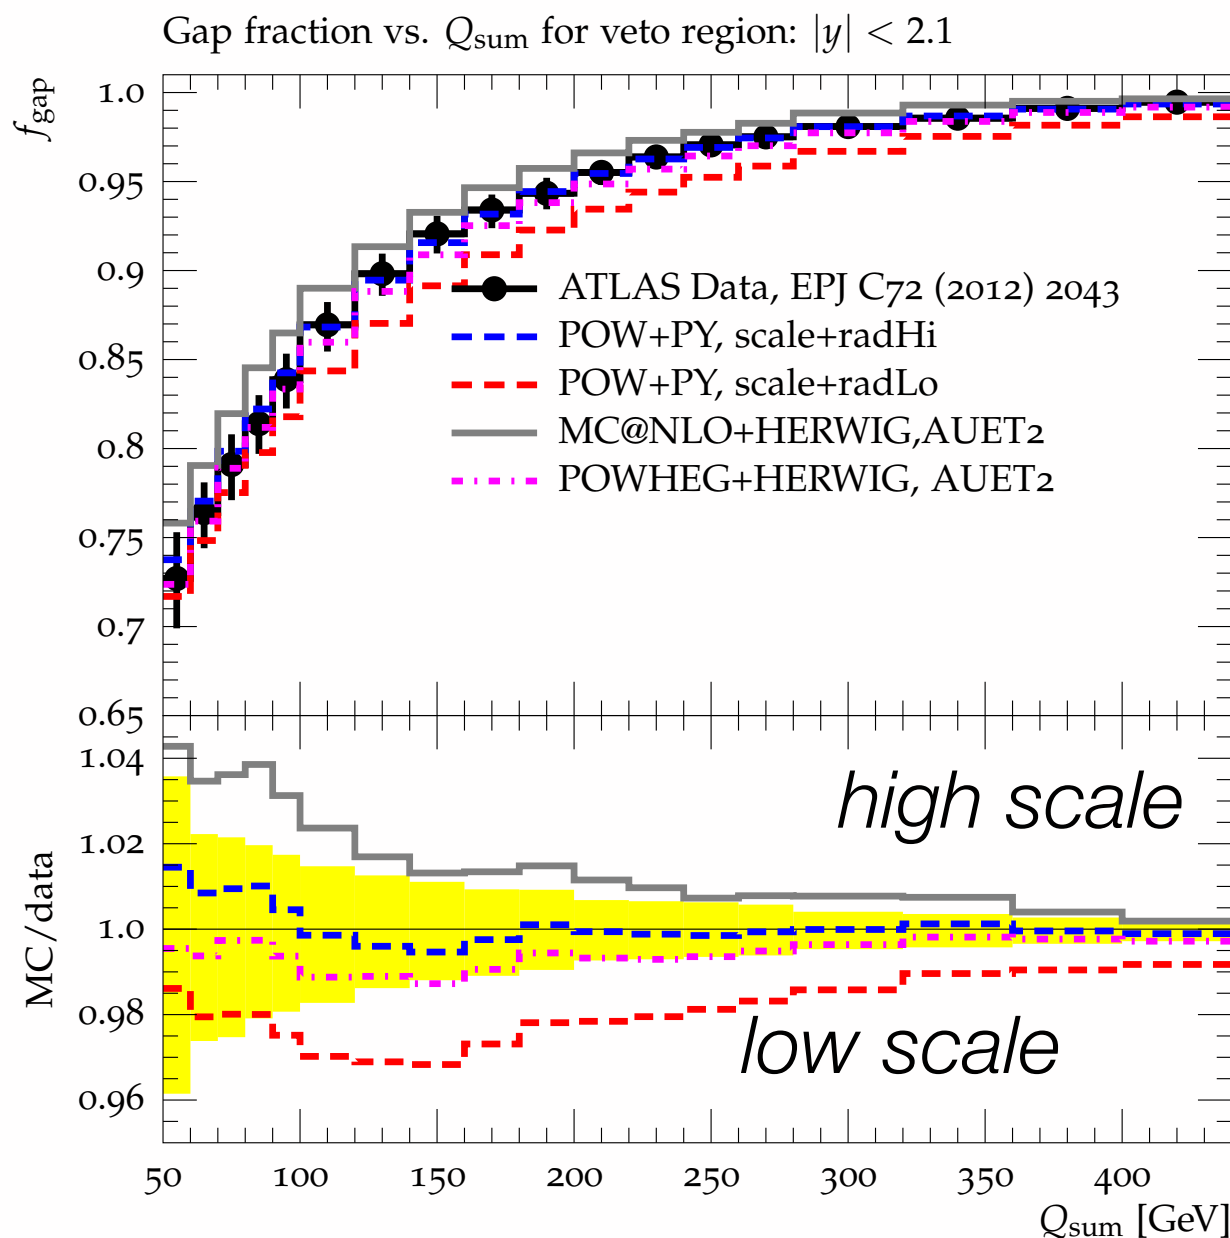 Gap fraction vs. Qsum for veto region: |y| < 2.1
fgap
1.0
0.95
0.9
0.85
0.8
0.75
0.7
0.65
ATLAS Data, EPJ C72 (2012) 2043
POW+PY, scale+radHi
POW+PY, scale+radLo
MC@NLO+HERWIG,AUET2
POWHEG+HERWIG, AUET2
MC/data
1.04
1.02
1.0
0.98
0.96
high scale
low scale
50 100 150 200 250 300 350 400
Qsum [GeV]